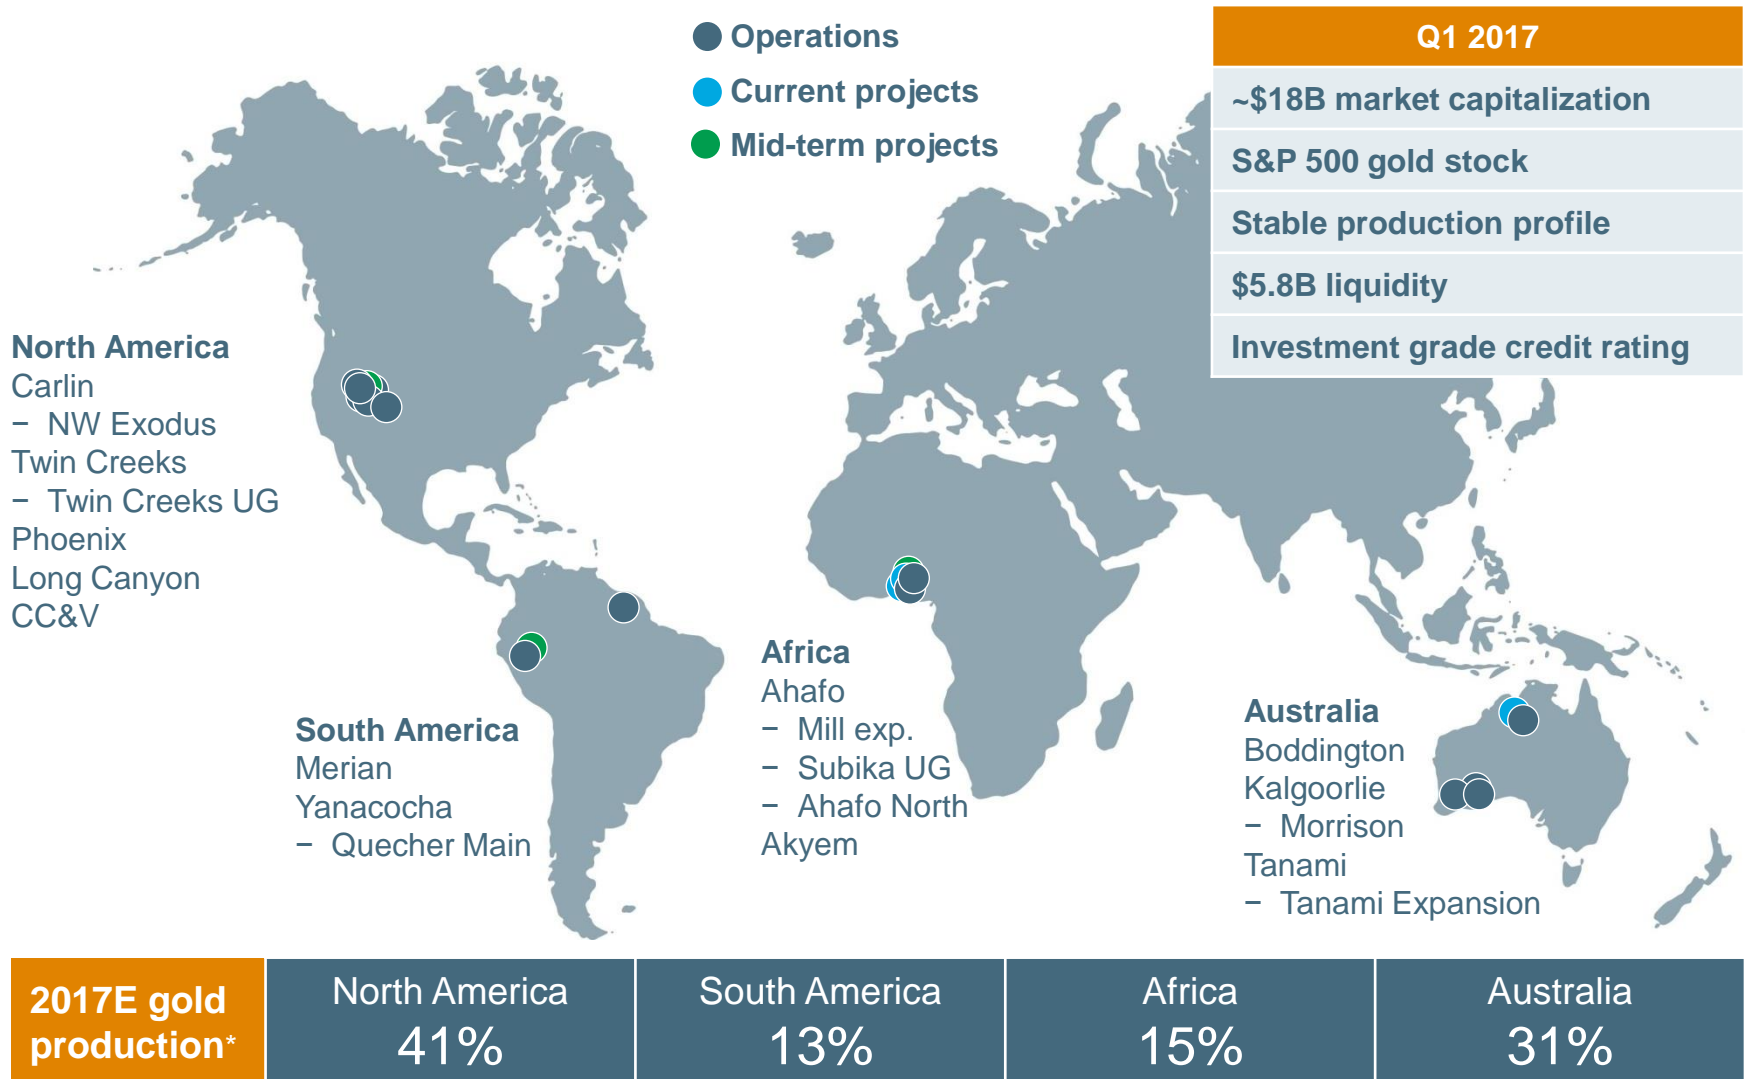 Operations
Current projects
Mid-term projects
Q1 2017
~$18B market capitalization
S&P 500 gold stock
Stable production profile
$5.8B liquidity
Investment grade credit rating
North America
Carlin
− NW Exodus
Twin Creeks
− Twin Creeks UG
Phoenix
Long Canyon
CC&V
South America
Merian
Yanacocha
− Quecher Main
Africa
Ahafo
− Mill exp.
− Subika UG
− Ahafo North
Akyem
Australia
Boddington
Kalgoorlie
− Morrison
Tanami
− Tanami Expansion
2017E gold
production*
North America
41%
South America
13%
Africa
15%
Australia
31%